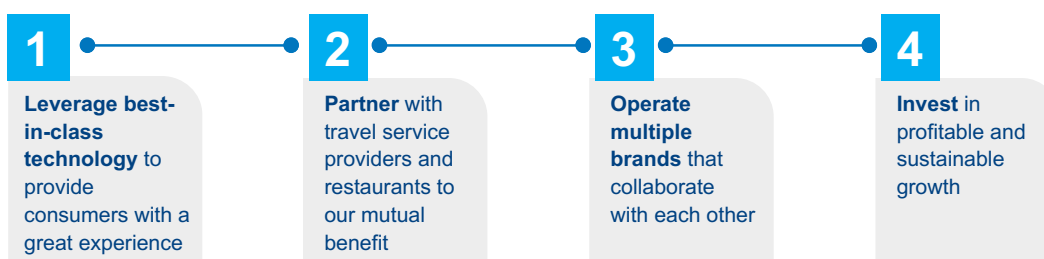 1
Leverage best-
in-class
technology to
provide
consumers with a
great experience
2
Partner with
travel service
providers and
restaurants to
our mutual
benefit
3
Operate
multiple
brands that
collaborate
with each other
4
Invest in
profitable and
sustainable
growth